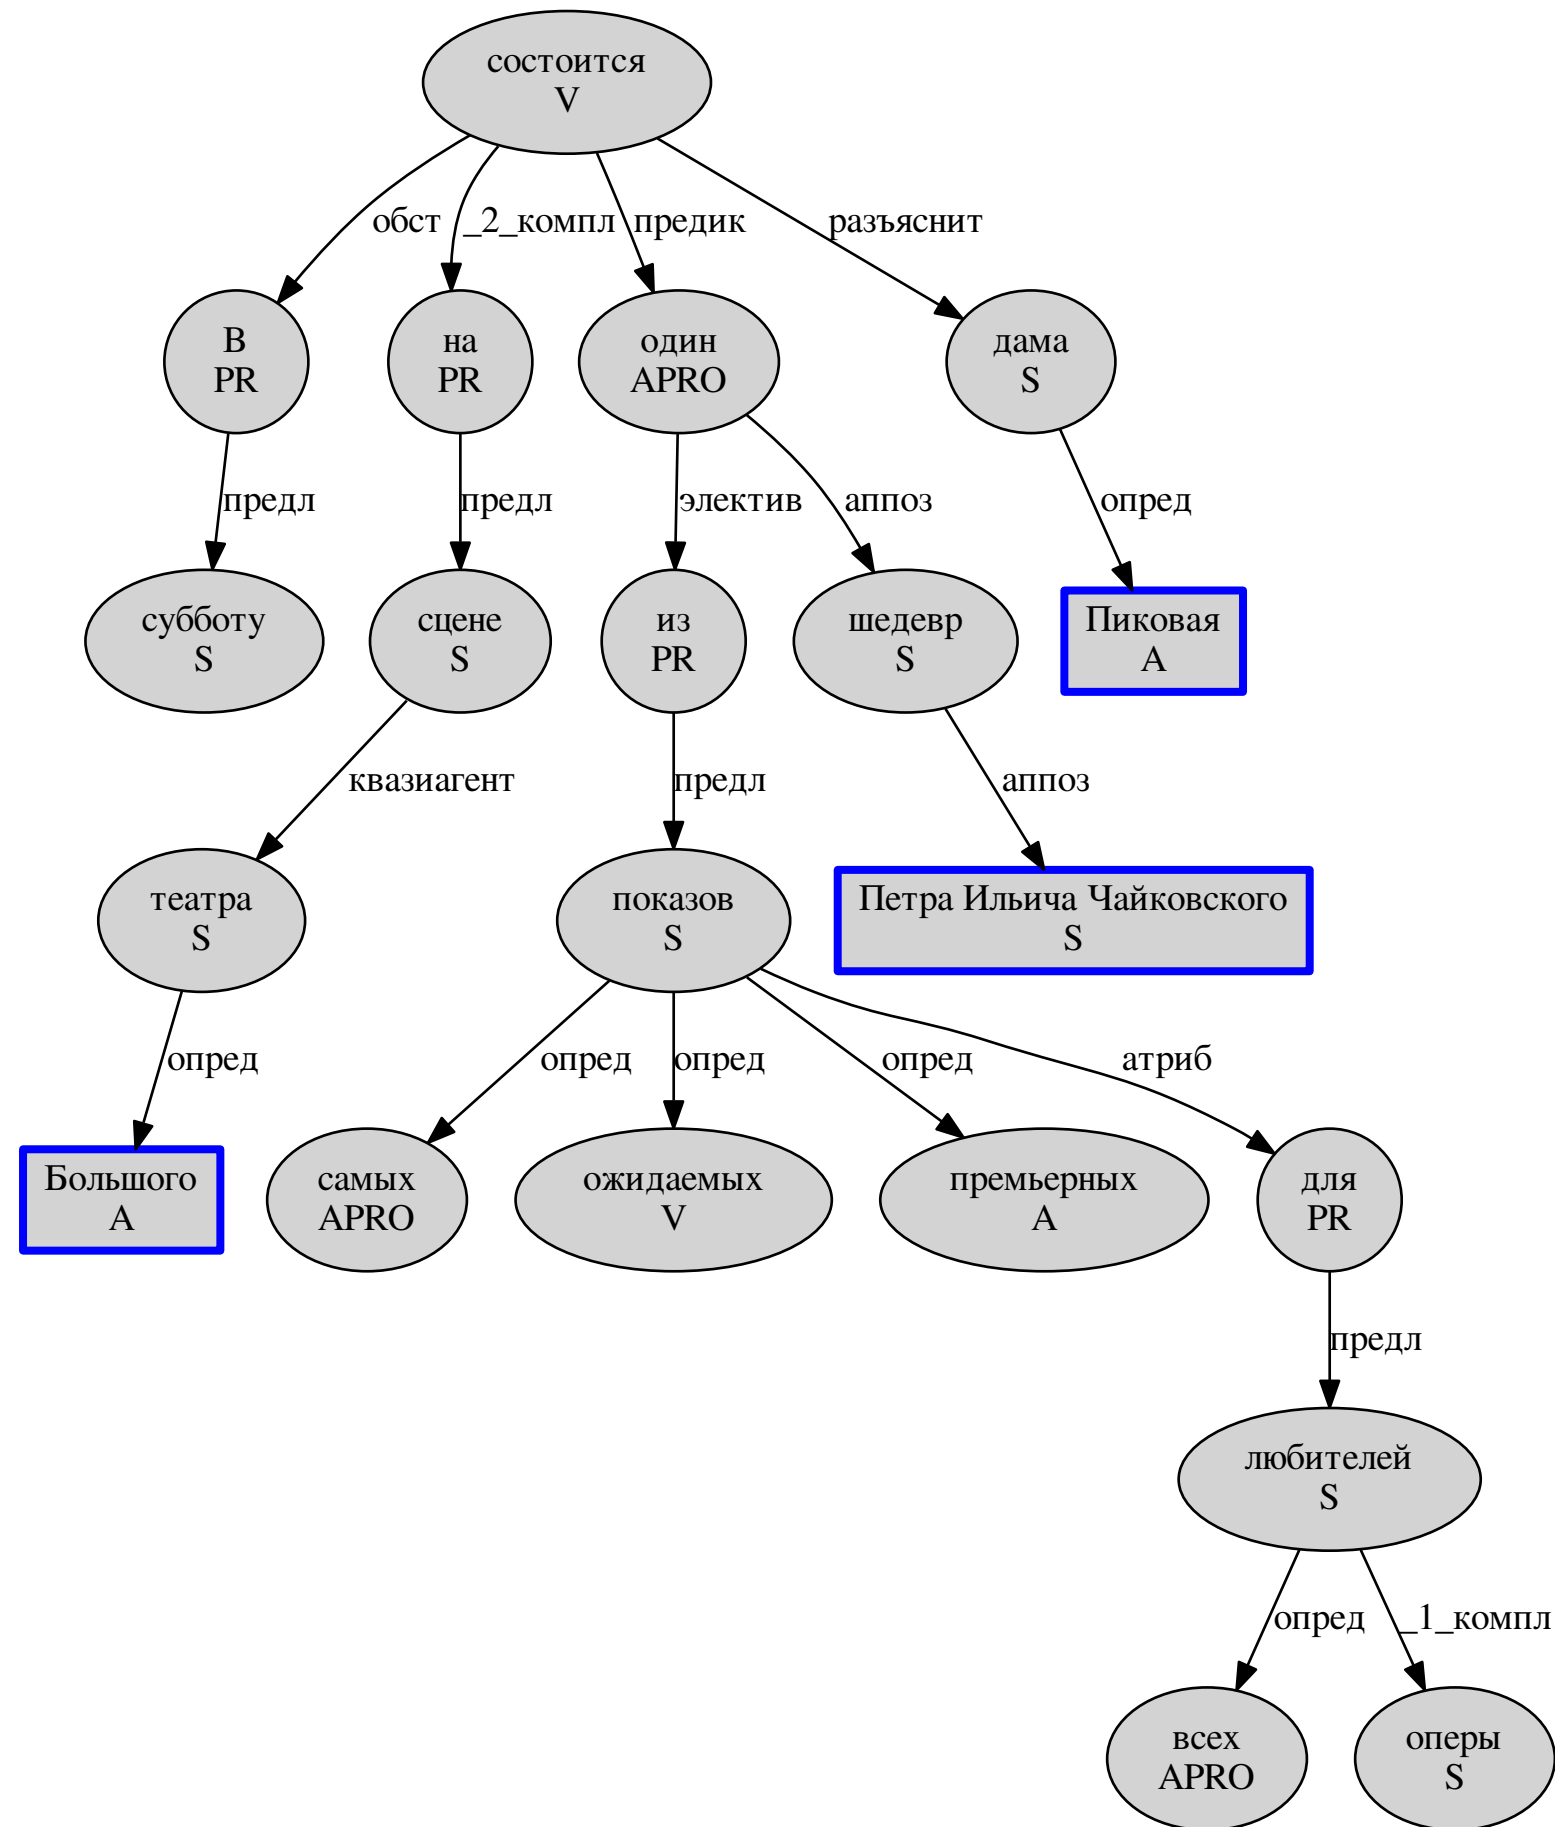 состоится
V
обст
_2_компл
предик
разъяснит
В
PR
на
PR
один
APRO
дама
S
предл
предл
электив
аппоз
опред
субботу
S
сцене
S
из
PR
шедевр
S
Пиковая
A
квазиагент
предл
аппоз
театра
S
показов
S
Петра Ильича Чайковского
S
опред
опред
опред
опред
атриб
Большого
A
самых
APRO
ожидаемых
V
премьерных
A
для
PR
предл
любителей
S
опред
_1_компл
всех
APRO
оперы
S